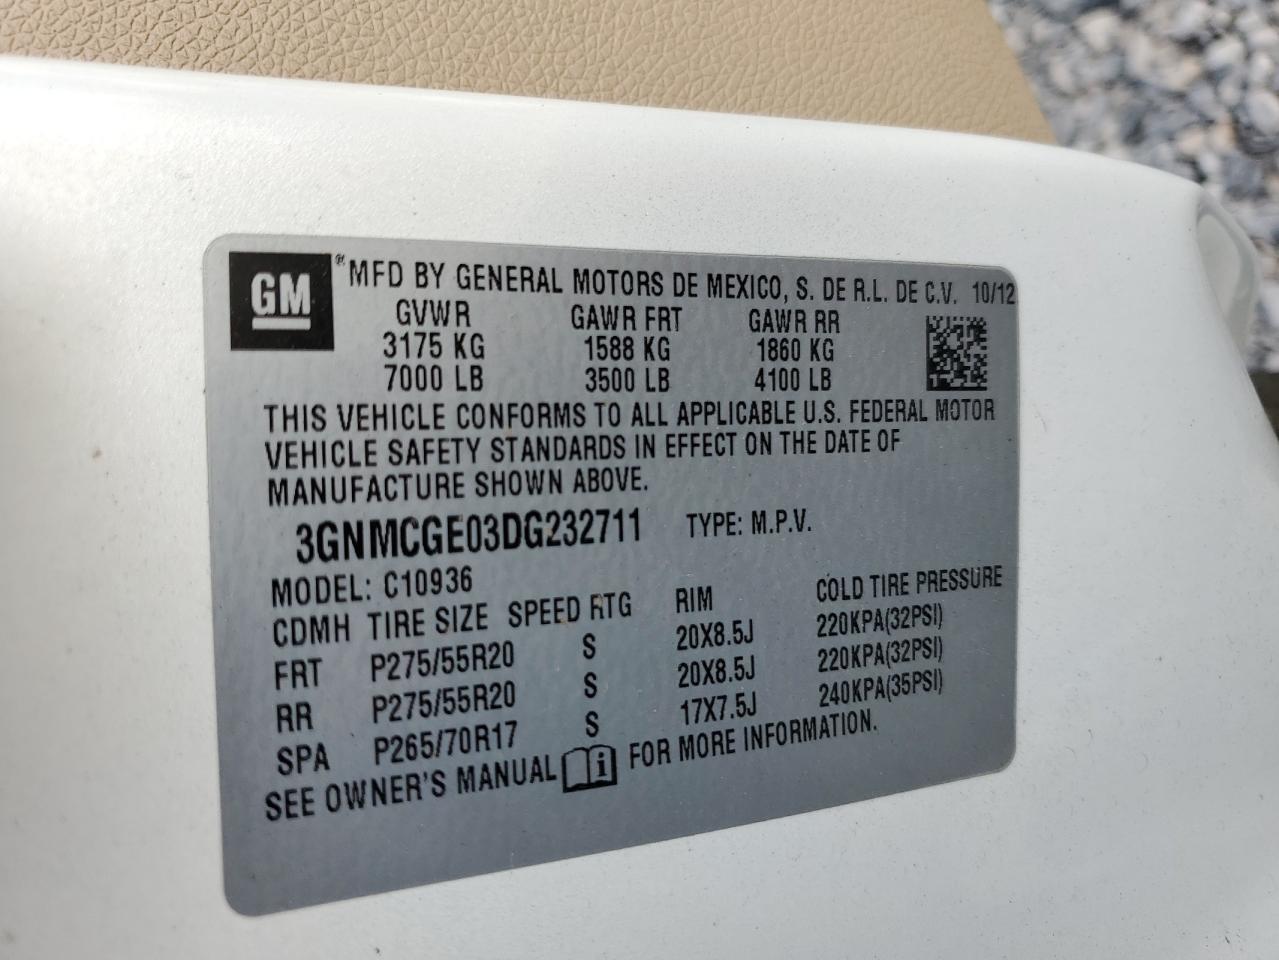 GM® MFD BY GENERAL MOTORS DE MEXICO, S. DE R.L. DE C.V. 10/12
GVWR GAWR FRT GAWR RR
3175 KG 1588 KG 1860 KG
7000 LB 3500 LB 4100 LB
THIS VEHICLE CONFORMS TO ALL APPLICABLE U.S. FEDERAL MOTOR
VEHICLE SAFETY STANDARDS IN EFFECT ON THE DATE OF
MANUFACTURE SHOWN ABOVE.
3GNMCGE03DG232711 TYPE: M.P.V.
MODEL: C10936
CDMH TIRE SIZE SPEED RTG RIM COLD TIRE PRESSURE
FRT P275/55R20 S 20X8.5J 220KPA(32PSI)
RR P275/55R20 S 20X8.5J 220KPA(32PSI)
SPA P265/70R17 S 17X7.5J 240KPA(35PSI)
SEE OWNER'S MANUAL FOR MORE INFORMATION.